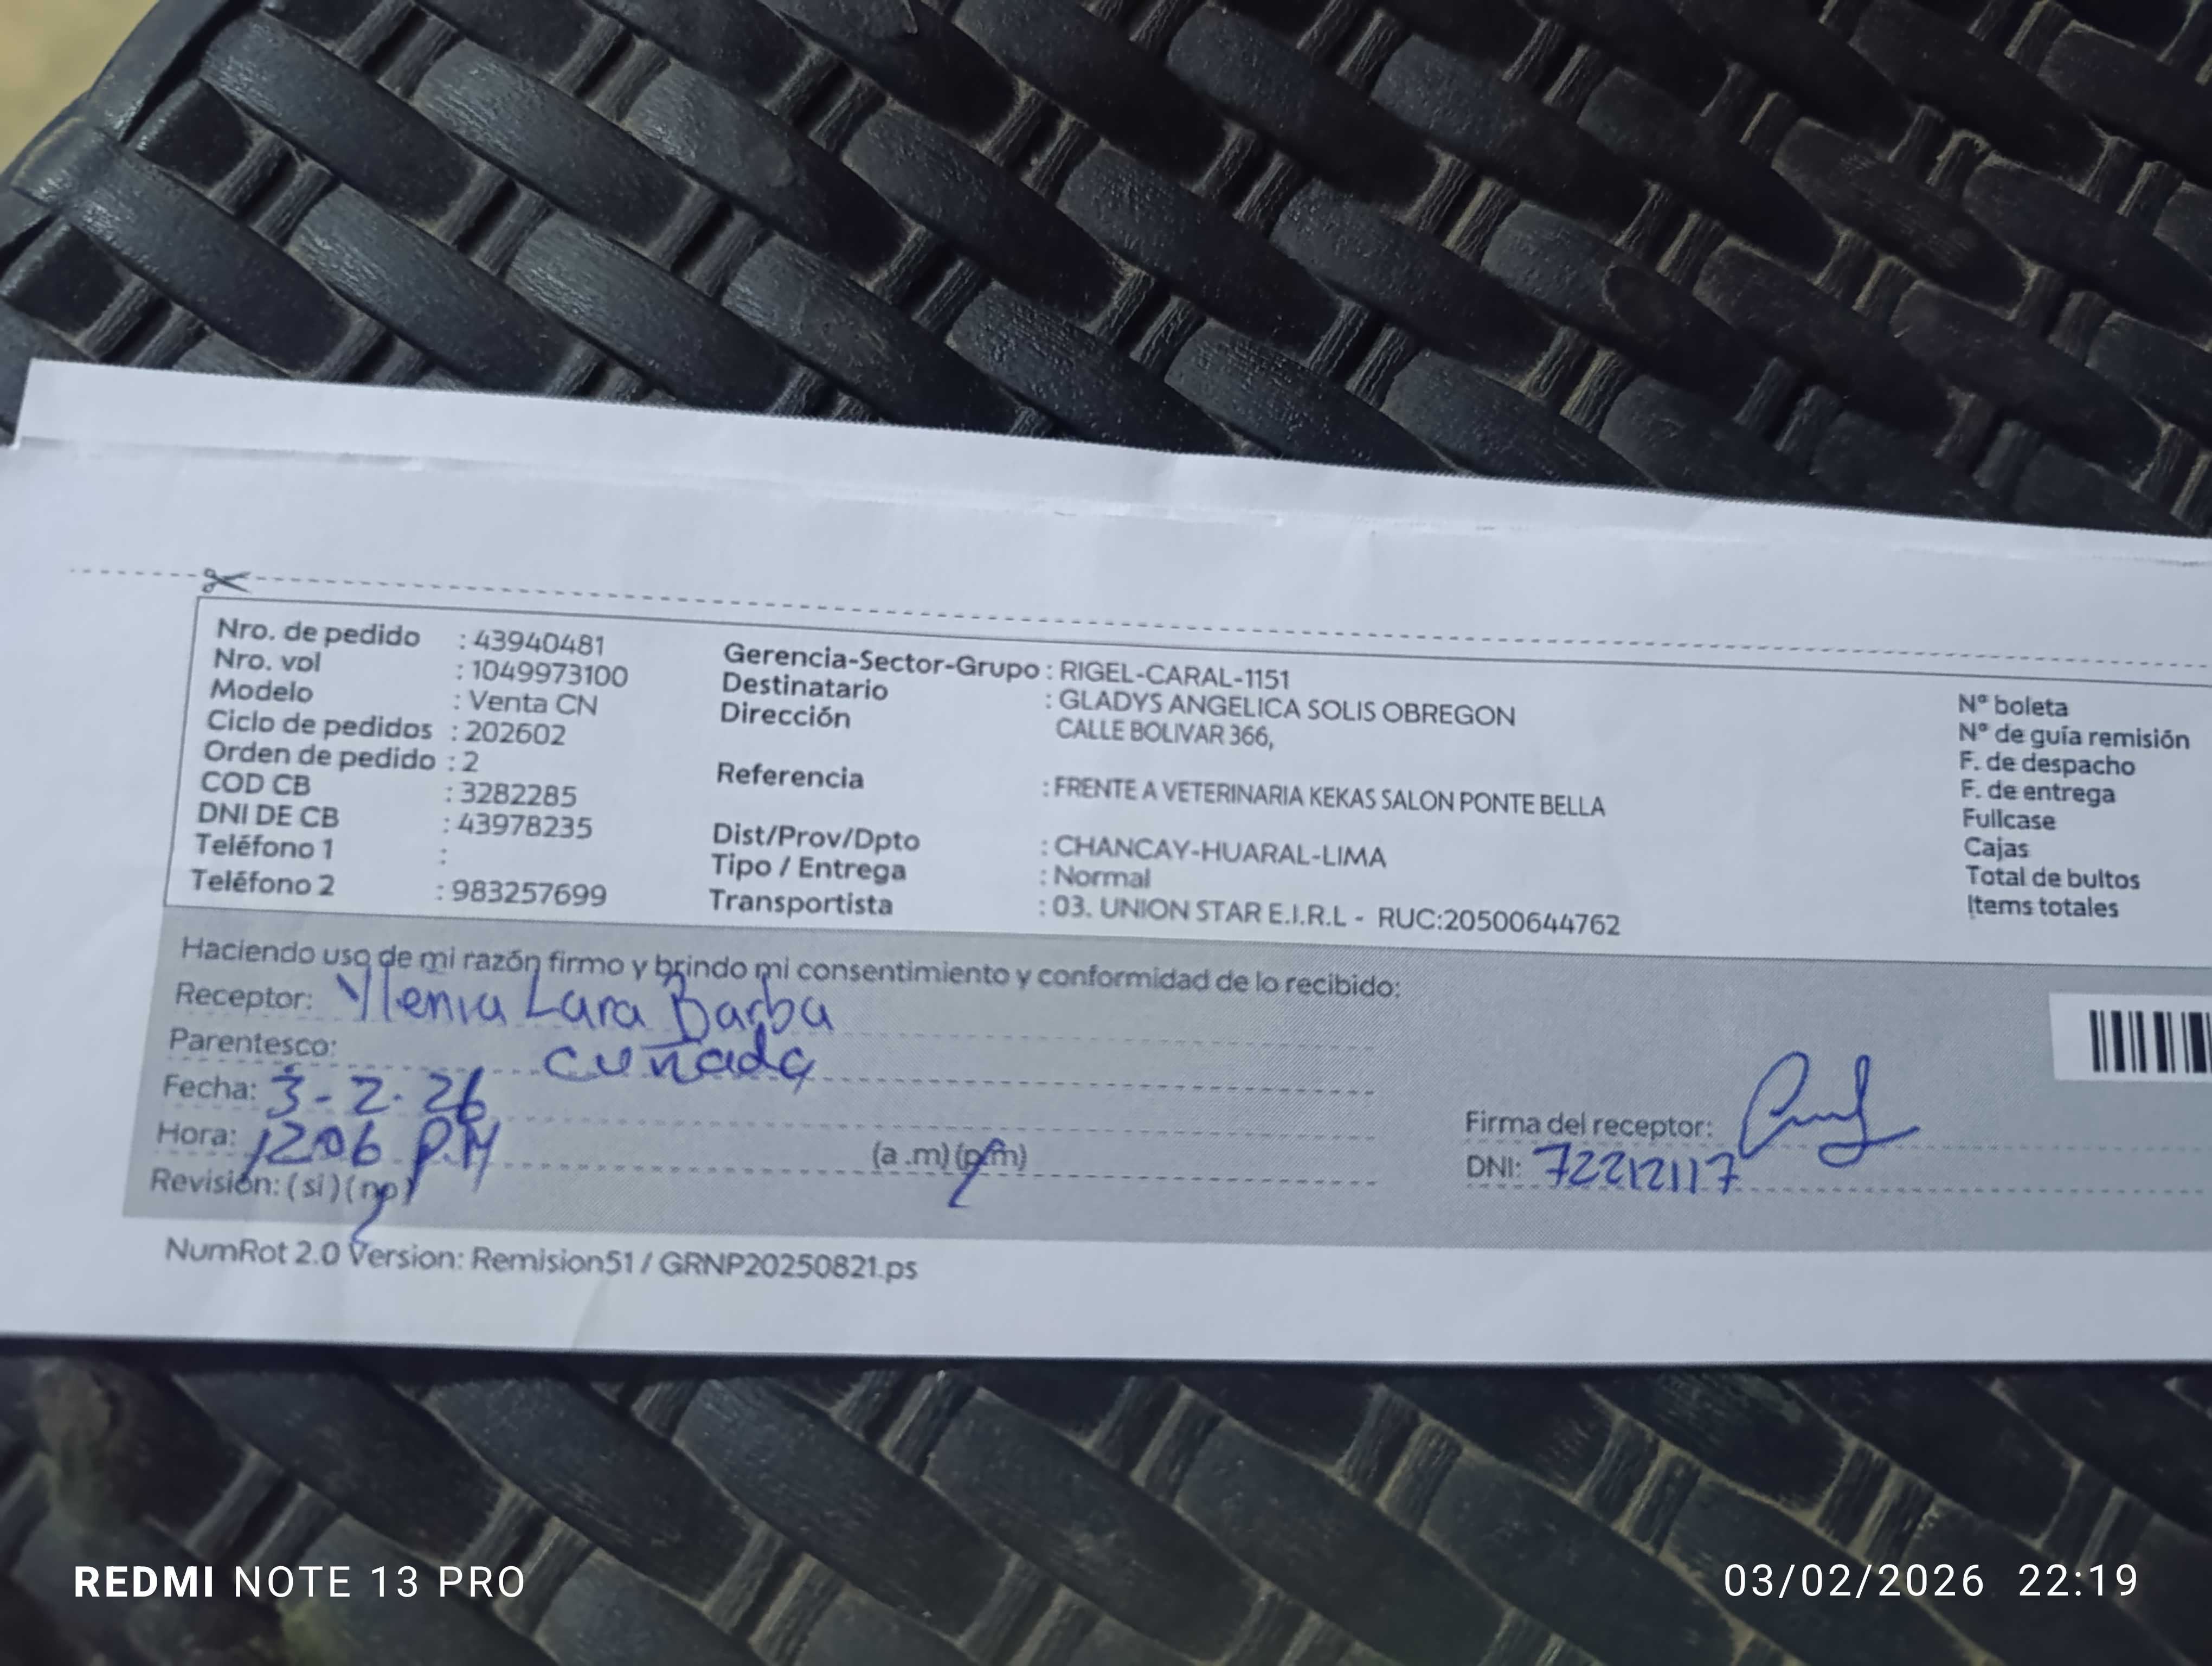 Nro. de pedido : 43940481
Nro. vol : 1049973100
Modelo : Venta CN
Ciclo de pedidos : 202602
Orden de pedido : 2
COD CB : 3282285
DNI DE CB : 43978235
Teléfono 1 :
Teléfono 2 : 983257699
Gerencia-Sector-Grupo : RIGEL-CARAL-1151
Destinatario : GLADYS ANGELICA SOLIS OBREGON
Dirección CALLE BOLIVAR 366,
Referencia : FRENTE A VETERINARIA KEKAS SALON PONTE BELLA
Dist/Prov/Dpto : CHANCAY-HUARAL-LIMA
Tipo / Entrega : Normal
Transportista : 03. UNION STAR E.I.R.L - RUC:20500644762
Nº boleta
Nº de guía remisión
F. de despacho
F. de entrega
Fullcase
Cajas
Total de bultos
Items totales
Haciendo uso de mi razón firmo y brindo mi consentimiento y conformidad de lo recibido:
Receptor: Ylenia Lara Barba
Parentesco: cuñada
Fecha: 3-2-26
Hora: 1206 P.M (a .m) (p.m)
Revisión: (si) (no)
Firma del receptor:
DNI: 72212117
NumRot 2.0 Version: Remision51 / GRNP20250821.ps
REDMI NOTE 13 PRO
03/02/2026 22:19